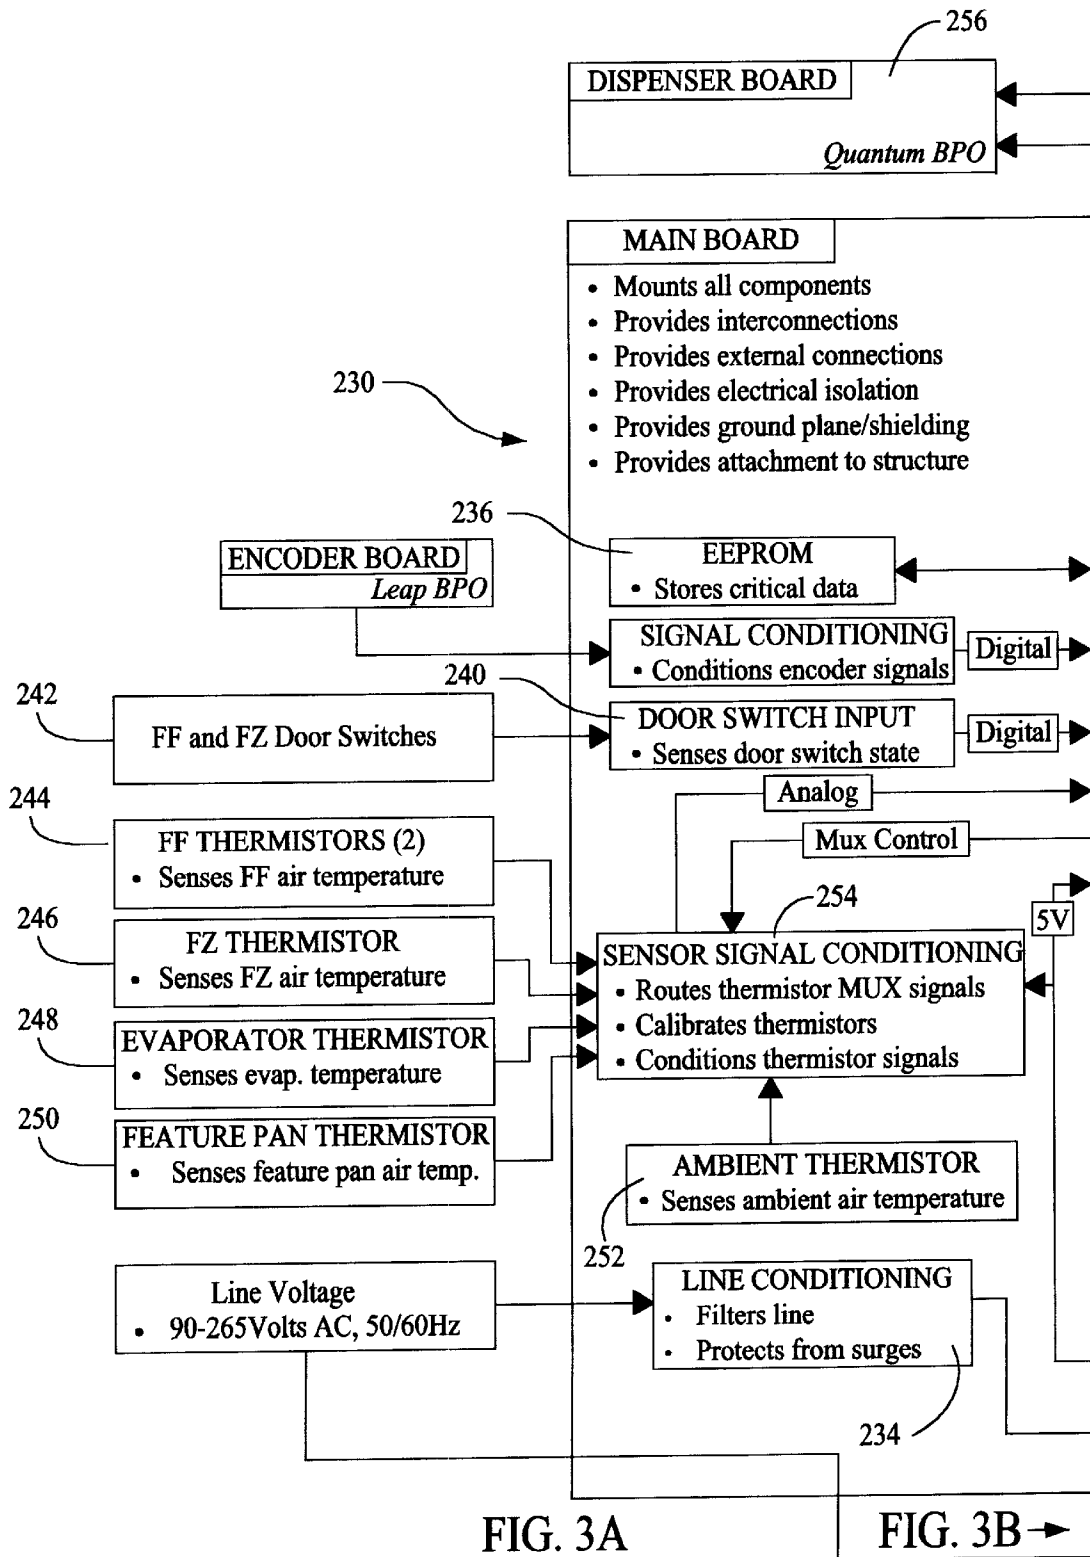 256
DISPENSER BOARD
Quantum BPO
MAIN BOARD
• Mounts all components
• Provides interconnections
• Provides external connections
• Provides electrical isolation
• Provides ground plane/shielding
• Provides attachment to structure
230
236
ENCODER BOARD
Leap BPO
EEPROM
• Stores critical data
SIGNAL CONDITIONING
• Conditions encoder signals
Digital
240
242
FF and FZ Door Switches
DOOR SWITCH INPUT
• Senses door switch state
Digital
Analog
Mux Control
244
FF THERMISTORS (2)
• Senses FF air temperature
246
FZ THERMISTOR
• Senses FZ air temperature
248
EVAPORATOR THERMISTOR
• Senses evap. temperature
250
FEATURE PAN THERMISTOR
• Senses feature pan air temp.
254
5V
SENSOR SIGNAL CONDITIONING
• Routes thermistor MUX signals
• Calibrates thermistors
• Conditions thermistor signals
AMBIENT THERMISTOR
• Senses ambient air temperature
252
Line Voltage
• 90-265Volts AC, 50/60Hz
LINE CONDITIONING
• Filters line
• Protects from surges
234
FIG. 3A
FIG. 3B